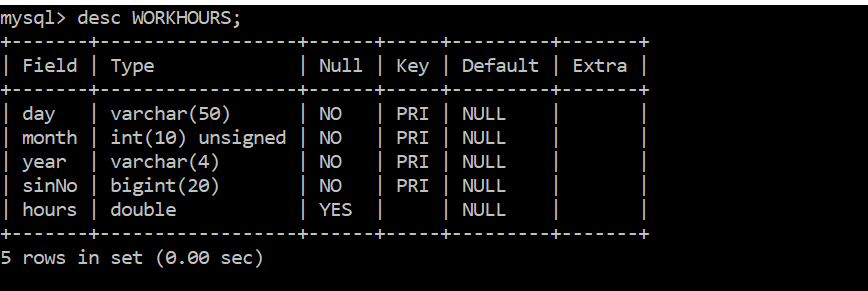 mysql> desc WORKHOURS;
+-------+------------------+------+-----+---------+-------+
| Field | Type             | Null | Key | Default | Extra |
+-------+------------------+------+-----+---------+-------+
| day   | varchar(50)      | NO   | PRI | NULL    |       |
| month | int(10) unsigned | NO   | PRI | NULL    |       |
| year  | varchar(4)       | NO   | PRI | NULL    |       |
| sinNo | bigint(20)       | NO   | PRI | NULL    |       |
| hours | double           | YES  |     | NULL    |       |
+-------+------------------+------+-----+---------+-------+
5 rows in set (0.00 sec)